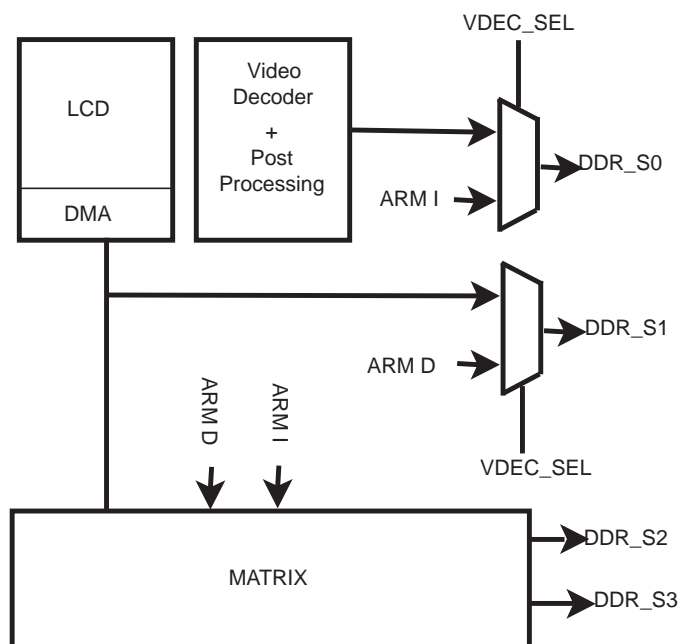 VDEC_SEL
LCD
DMA
Video
Decoder
+
Post
Processing
ARM I
DDR_S0
ARM D
DDR_S1
VDEC_SEL
ARM D
ARM I
MATRIX
DDR_S2
DDR_S3